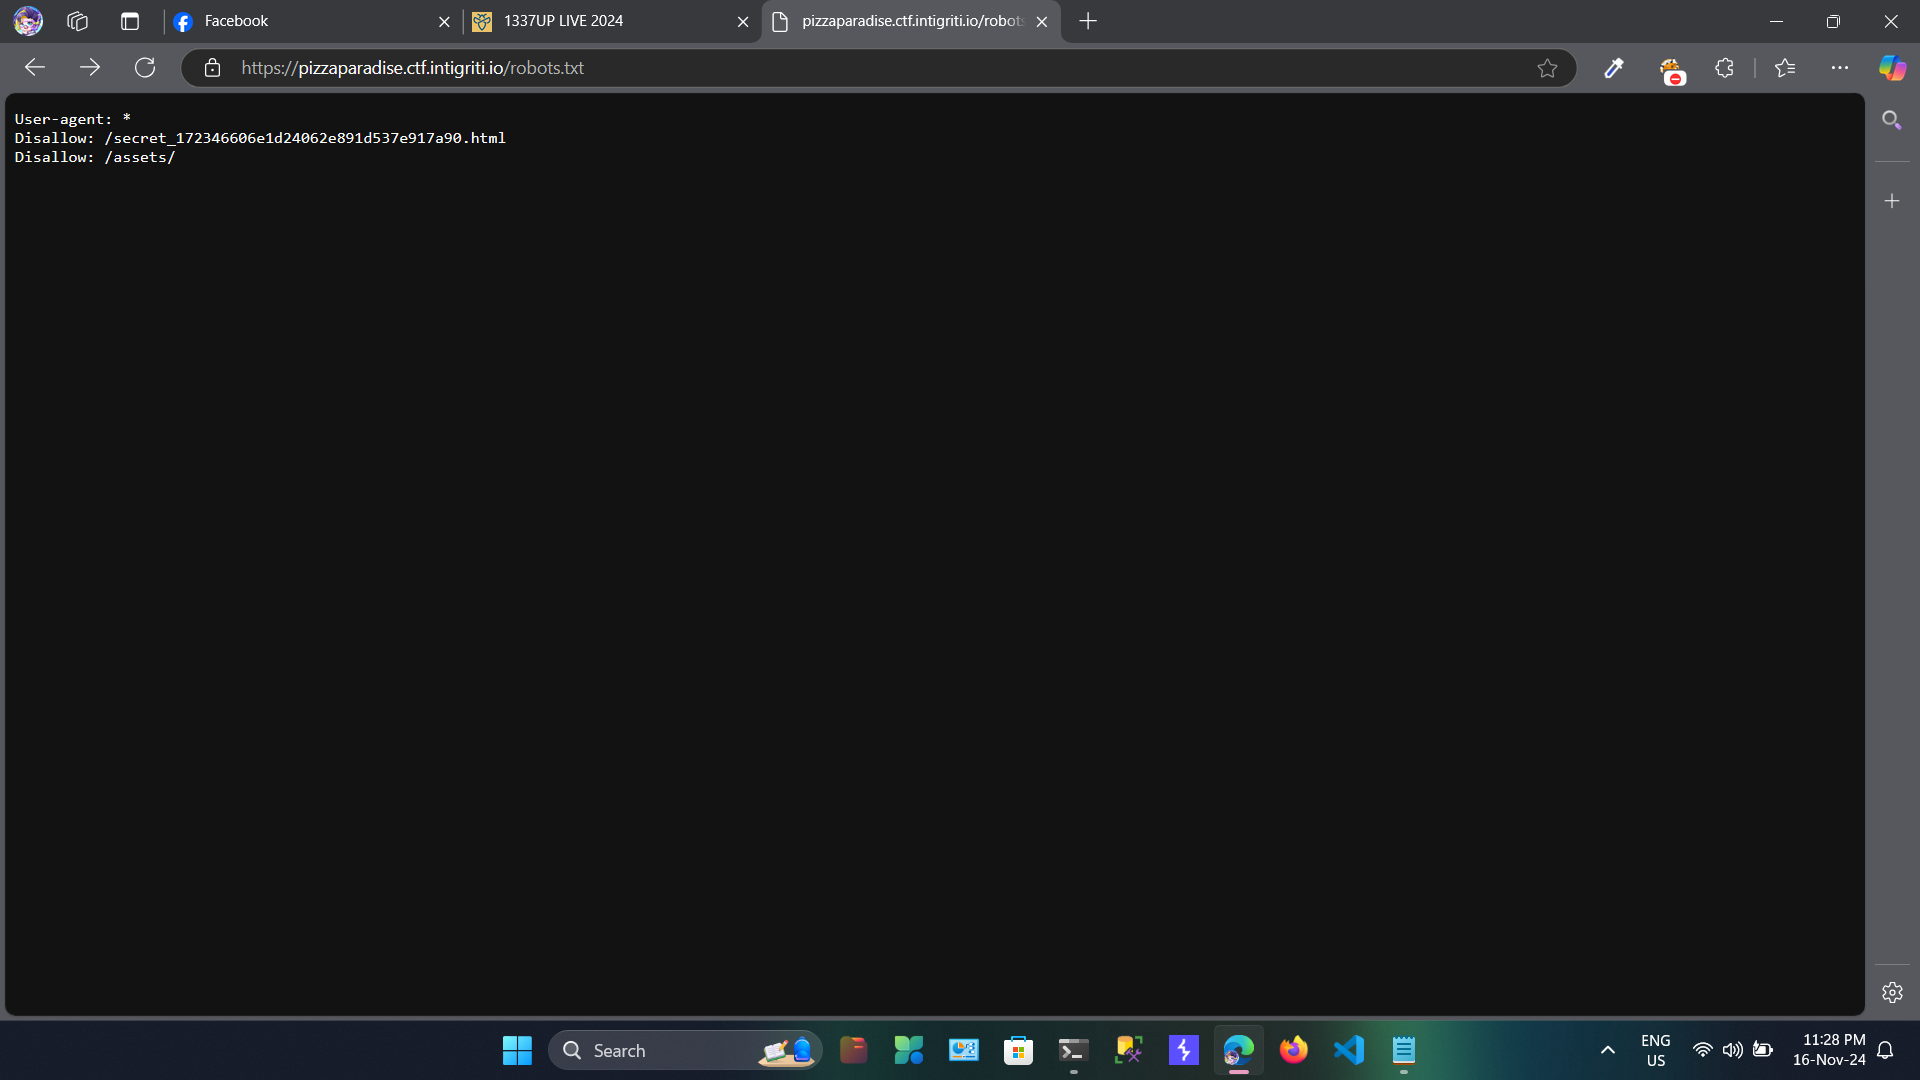 Facebook
1337UP LIVE 2024
pizzaparadise.ctf.intigriti.io/robots
https://pizzaparadise.ctf.intigriti.io/robots.txt
User-agent: *
Disallow: /secret_172346606e1d24062e891d537e917a90.html
Disallow: /assets/
Search
ENG
US
11:28 PM
16-Nov-24